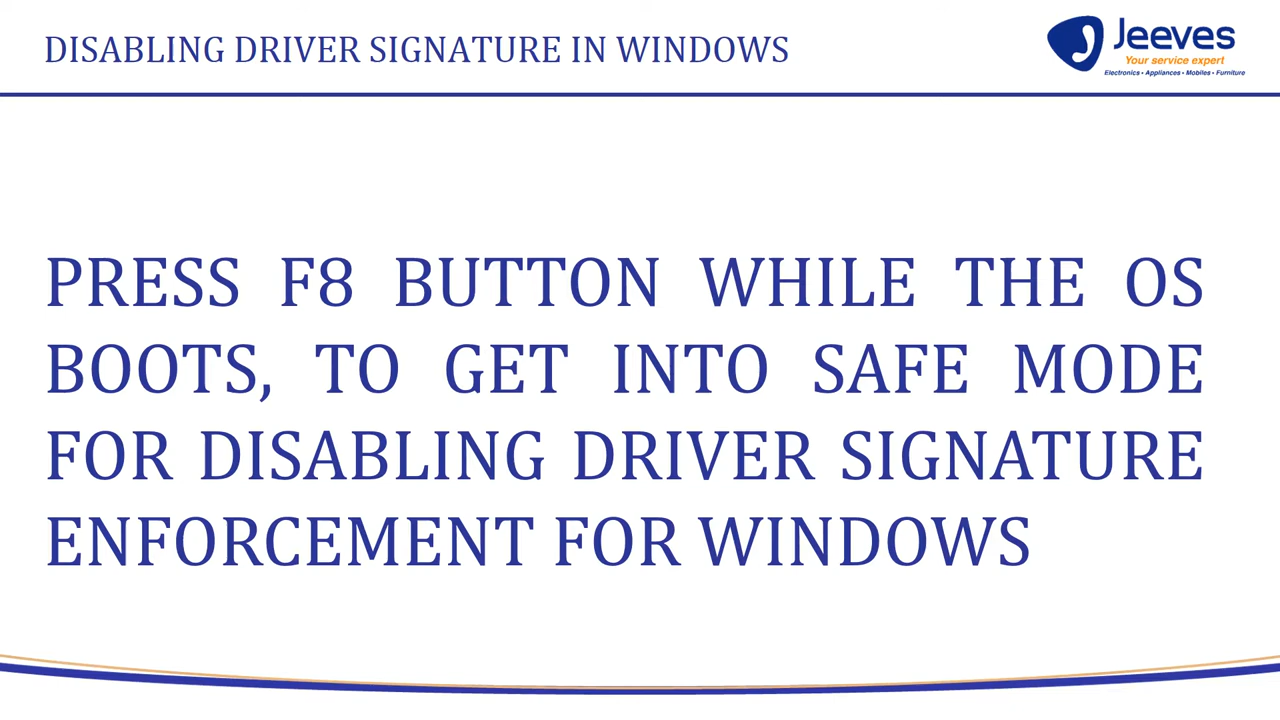 DISABLING DRIVER SIGNATURE IN WINDOWS
Jeeves
Your service expert
Electronics • Appliances • Mobiles • Furniture
PRESS F8 BUTTON WHILE THE OS
BOOTS, TO GET INTO SAFE MODE
FOR DISABLING DRIVER SIGNATURE
ENFORCEMENT FOR WINDOWS